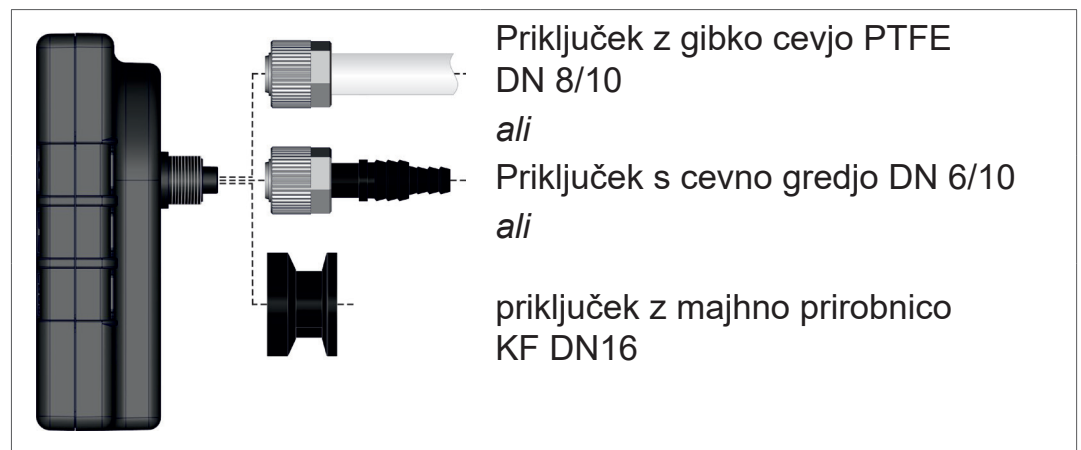 Priključek z gibko cevjo PTFE
DN 8/10
ali
Priključek s cevno gredjo DN 6/10
ali
priključek z majhno prirobnico
KF DN16